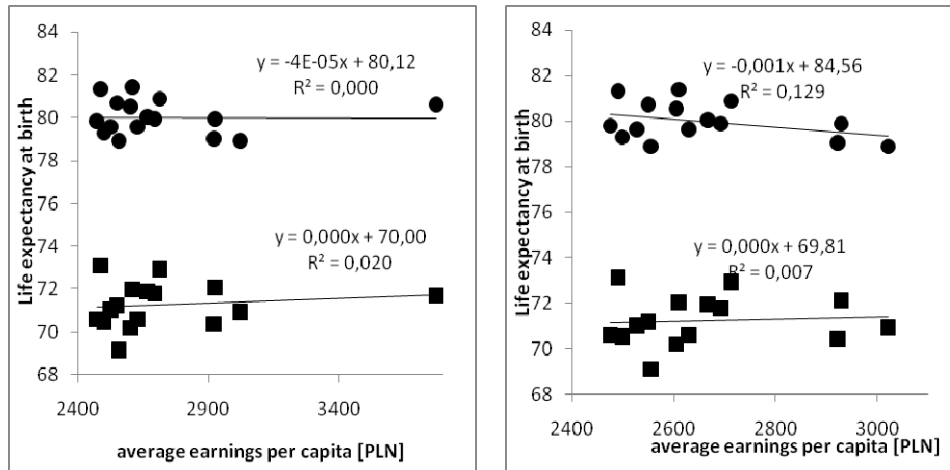 84
82
80
78
76
74
72
70
68
Life expectancy at birth
y = -4E-05x + 80,12
R² = 0,000
y = 0,000x + 70,00
R² = 0,020
2400
2900
3400
average earnings per capita [PLN]
84
82
80
78
76
74
72
70
68
Life expectancy at birth
y = -0,001x + 84,56
R² = 0,129
y = 0,000x + 69,81
R² = 0,007
2400
2600
2800
3000
average earnings per capita [PLN]